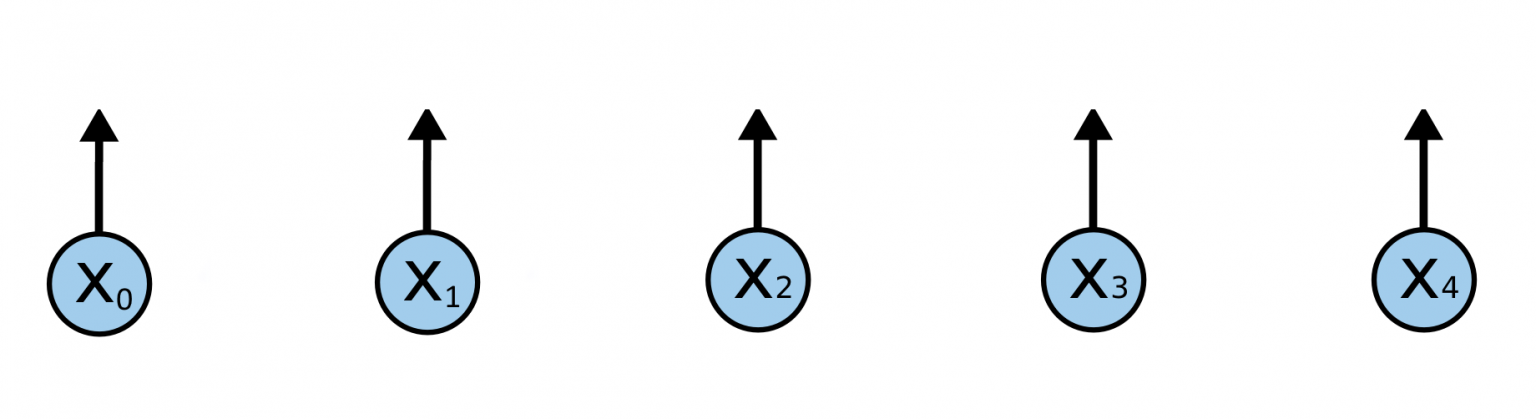 X₀ X₁ X₂ X₃ X₄